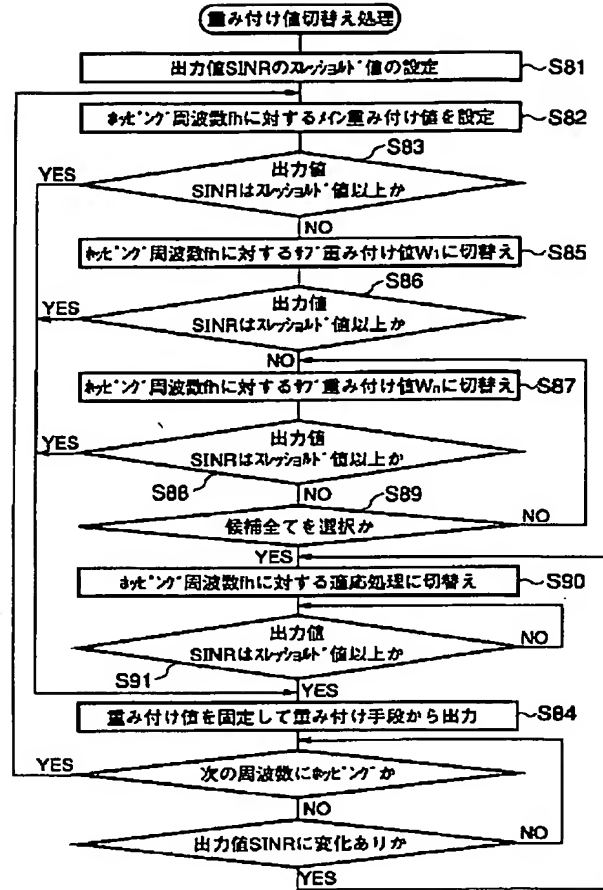 重み付け値切替え処理
出力値SINRのｽﾚｯｼｮﾙﾄﾞ値の設定
S81
ﾎｯﾋﾟﾝｸﾞ周波数fhに対するﾒｲﾝ重み付け値を設定
S82
S83
YES
出力値
SINRはｽﾚｯｼｮﾙﾄﾞ値以上か
NO
ﾎｯﾋﾟﾝｸﾞ周波数fhに対するｻﾌﾞ重み付け値W1に切替え
S85
S86
YES
出力値
SINRはｽﾚｯｼｮﾙﾄﾞ値以上か
NO
ﾎｯﾋﾟﾝｸﾞ周波数fhに対するｻﾌﾞ重み付け値Wnに切替え
S87
YES
出力値
SINRはｽﾚｯｼｮﾙﾄﾞ値以上か
S88
NO
S89
候補全てを選択か
NO
YES
ﾎｯﾋﾟﾝｸﾞ周波数fhに対する適応処理に切替え
S90
出力値
SINRはｽﾚｯｼｮﾙﾄﾞ値以上か
NO
S91
YES
重み付け値を固定して重み付け手段から出力
S84
YES
次の周波数にﾎｯﾋﾟﾝｸﾞか
NO
出力値SINRに変化ありか
NO
YES